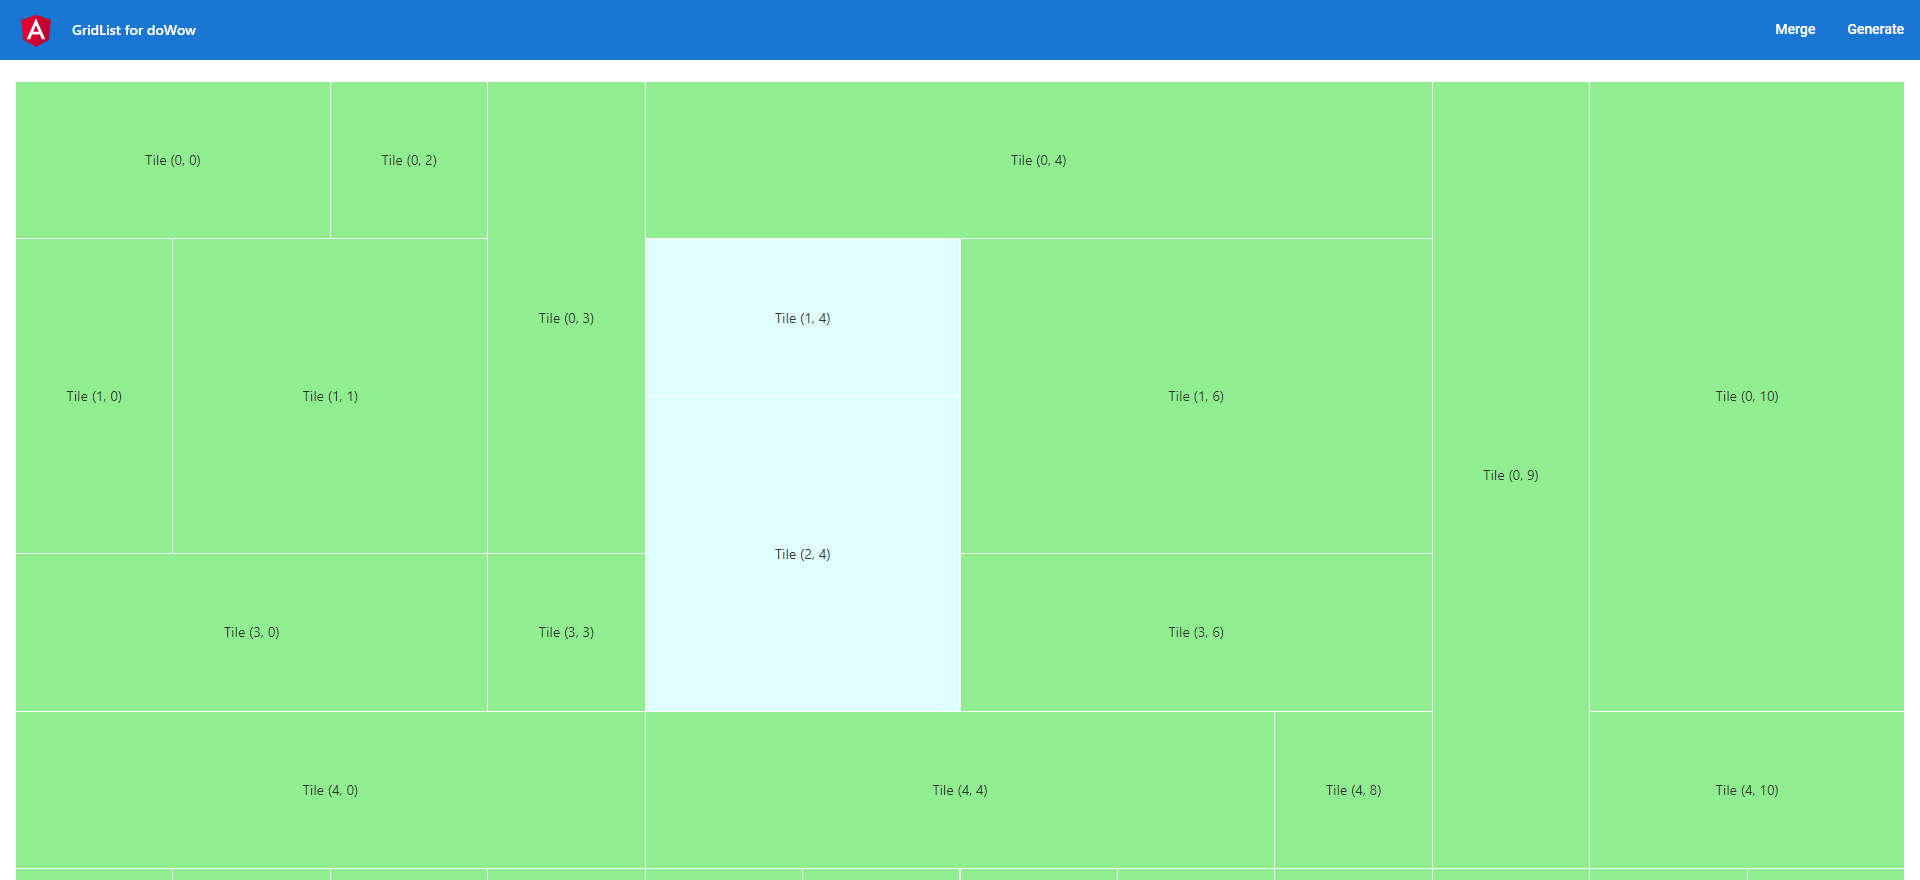 GridList for doWow
Merge
Generate
Tile (0, 0)
Tile (0, 2)
Tile (0, 4)
Tile (0, 3)
Tile (1, 4)
Tile (1, 0)
Tile (1, 1)
Tile (1, 6)
Tile (0, 10)
Tile (0, 9)
Tile (2, 4)
Tile (3, 0)
Tile (3, 3)
Tile (3, 6)
Tile (4, 0)
Tile (4, 4)
Tile (4, 8)
Tile (4, 10)